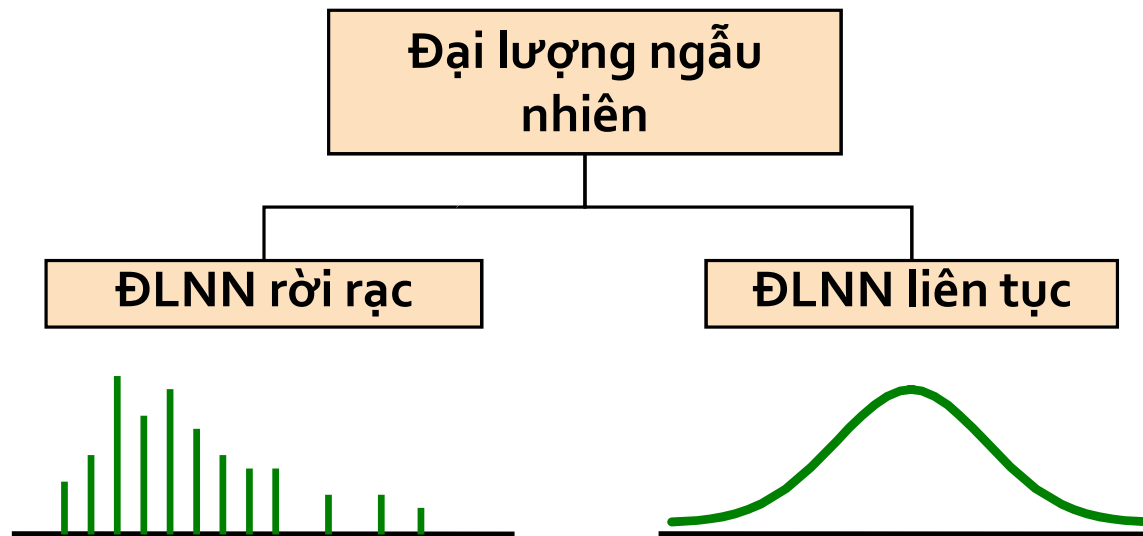 Đại lượng ngẫu
nhiên
ĐLNN rời rạc
ĐLNN liên tục